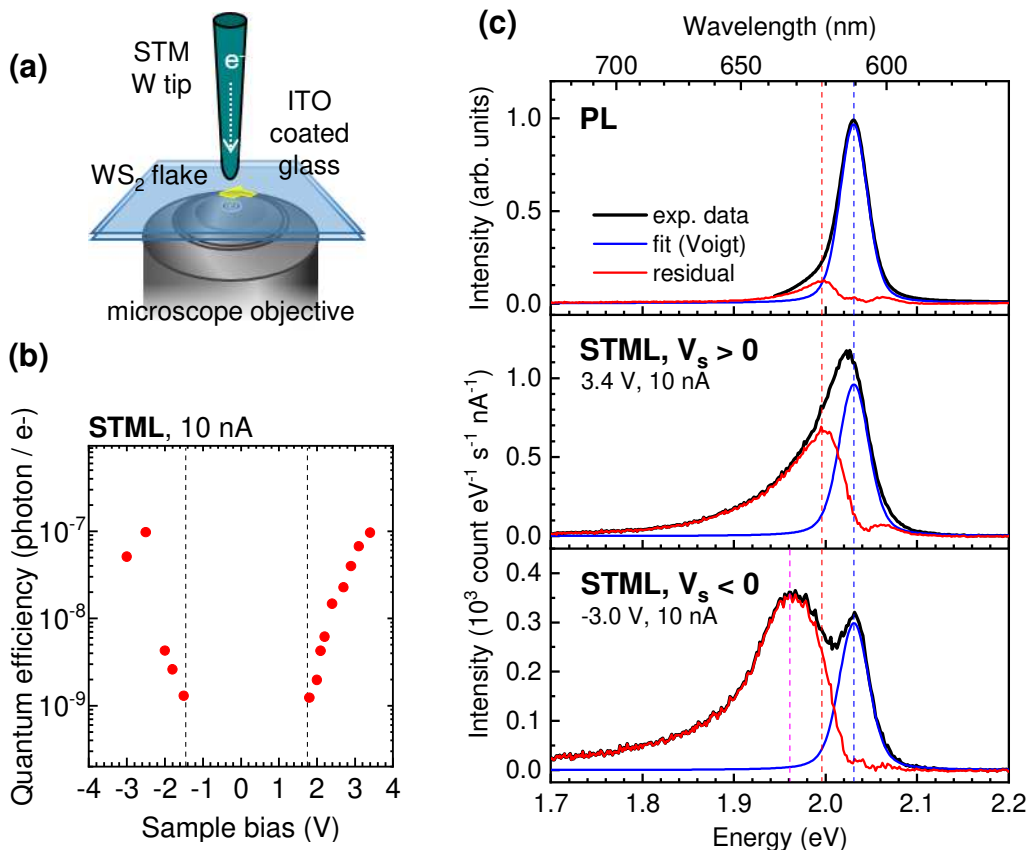 (a)
STM
W tip
e-
ITO
coated
glass
WS₂ flake
microscope objective
(b)
STML, 10 nA
Quantum efficiency (photon / e-)
10⁻⁷
10⁻⁸
10⁻⁹
-4 -3 -2 -1 0 1 2 3 4
Sample bias (V)
(c)
Wavelength (nm)
700 650 600
PL
exp. data
fit (Voigt)
residual
Intensity (arb. units)
1.0
0.5
0.0
STML, Vₛ > 0
3.4 V, 10 nA
1.0
0.5
0.0
STML, Vₛ < 0
-3.0 V, 10 nA
Intensity (10³ count eV⁻¹ s⁻¹ nA⁻¹)
0.4
0.3
0.2
0.1
0.0
1.7 1.8 1.9 2.0 2.1 2.2
Energy (eV)